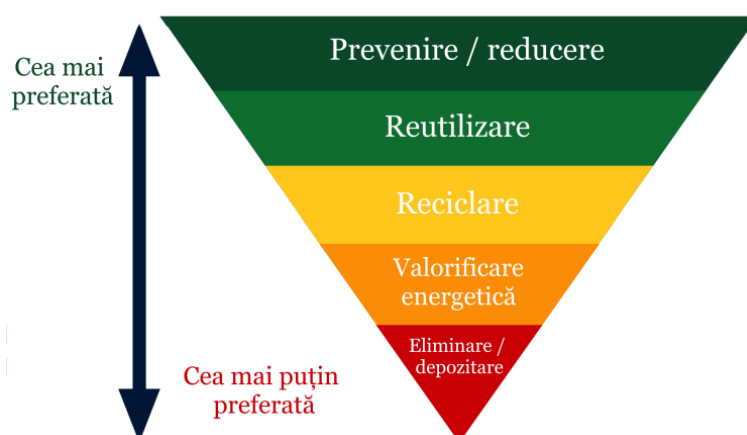 Cea mai
preferată
Prevenire / reducere
Reutilizare
Reciclare
Valorificare
energetică
Eliminare /
depozitare
Cea mai puțin
preferată